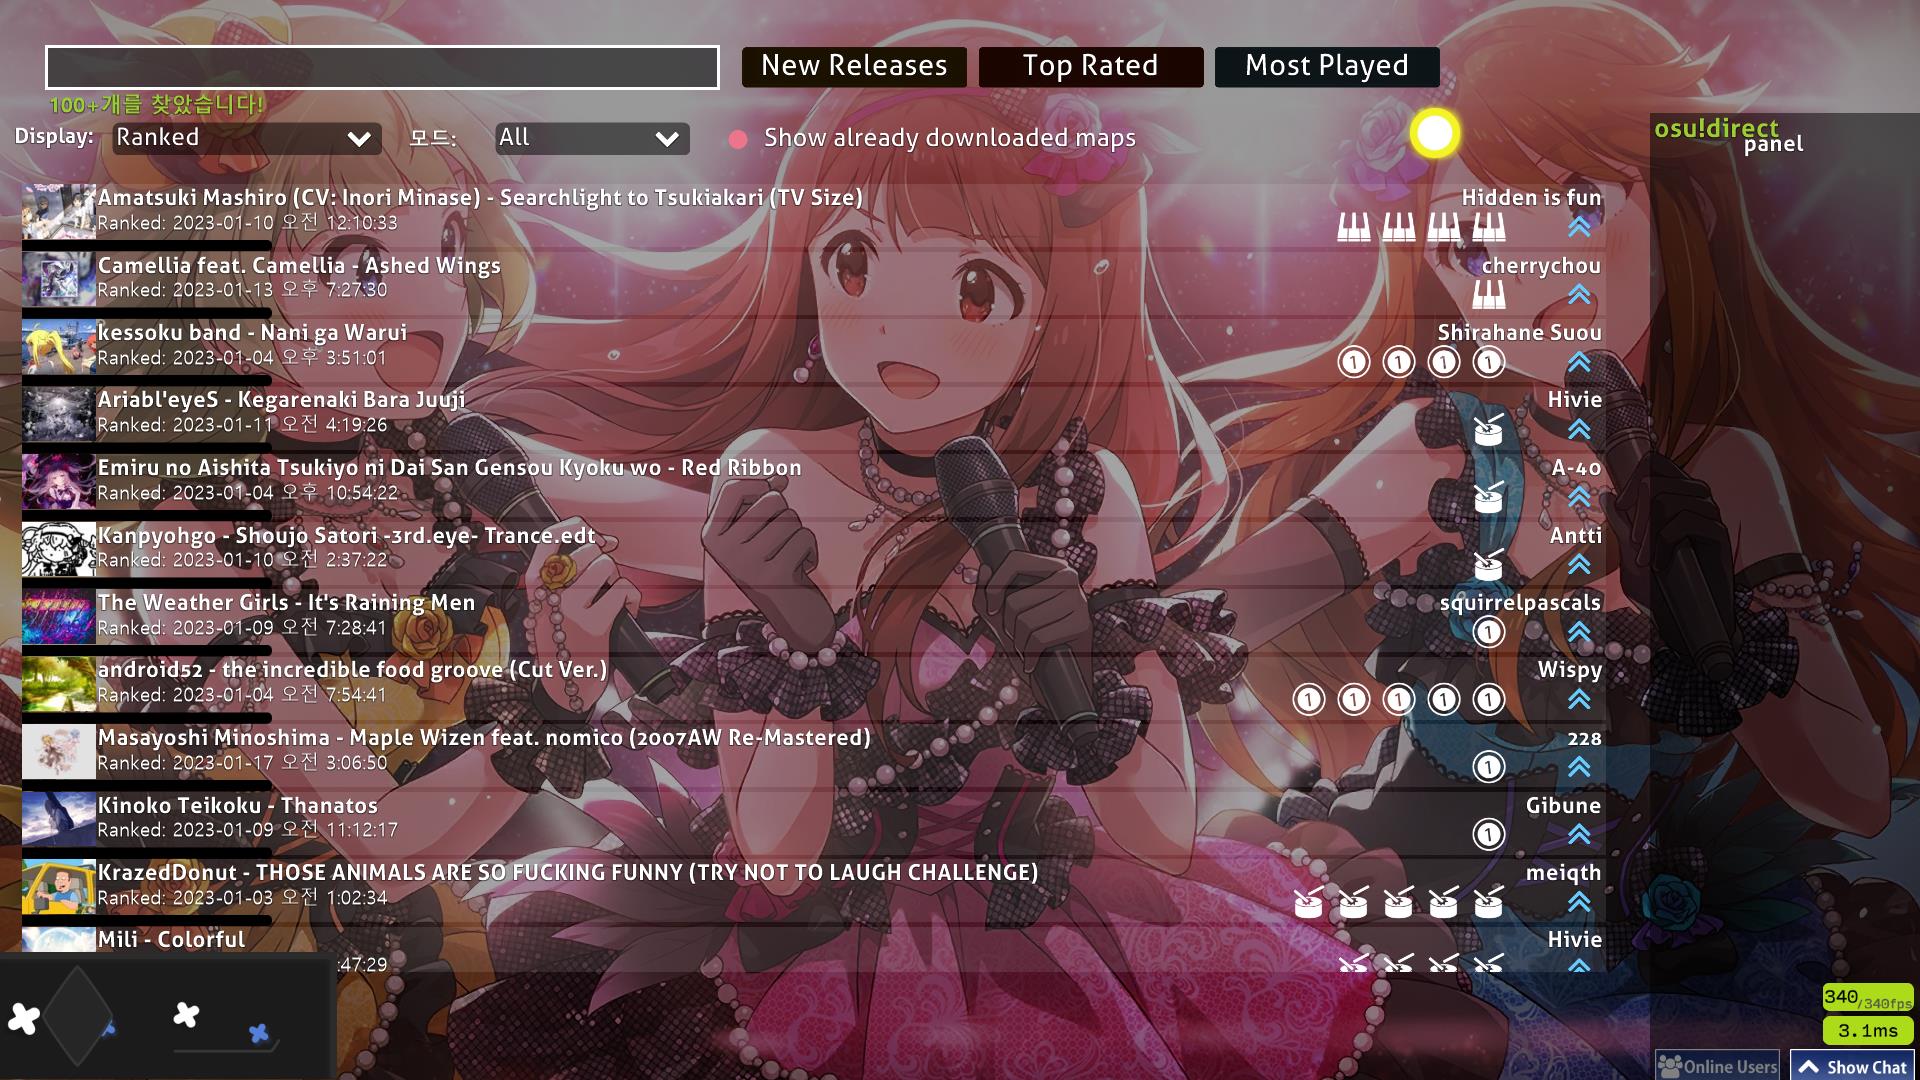 New Releases Top Rated Most Played
100+개를 찾았습니다!
Display: Ranked 모드: All Show already downloaded maps
osu!direct
panel
Amatsuki Mashiro (CV: Inori Minase) - Searchlight to Tsukiakari (TV Size) Hidden is fun
Ranked: 2023-01-10 오전 12:10:33
Camellia feat. Camellia - Ashed Wings cherrychou
Ranked: 2023-01-13 오후 7:27:30
kessoku band - Nani ga Warui Shirahane Suou
Ranked: 2023-01-04 오후 3:51:01
1 1 1 1
Ariabl'eyeS - Kegarenaki Bara Juuji Hivie
Ranked: 2023-01-11 오전 4:19:26
Emiru no Aishita Tsukiyo ni Dai San Gensou Kyoku wo - Red Ribbon A-40
Ranked: 2023-01-04 오후 10:54:22
Kanpyohgo - Shoujo Satori -3rd.eye- Trance.edt Antti
Ranked: 2023-01-10 오전 2:37:22
The Weather Girls - It's Raining Men squirrelpascals
Ranked: 2023-01-09 오전 7:28:41 1
android52 - the incredible food groove (Cut Ver.) Wispy
Ranked: 2023-01-04 오전 7:54:41 1 1 1 1 1
Masayoshi Minoshima - Maple Wizen feat. nomico (2007AW Re-Mastered) 228
Ranked: 2023-01-17 오전 3:06:50 1
Kinoko Teikoku - Thanatos Gibune
Ranked: 2023-01-09 오전 11:12:17 1
KrazedDonut - THOSE ANIMALS ARE SO FUCKING FUNNY (TRY NOT TO LAUGH CHALLENGE) meiqth
Ranked: 2023-01-03 오전 1:02:34
Mili - Colorful Hivie
:47:29
340/340fps
3.1ms
Online Users Show Chat